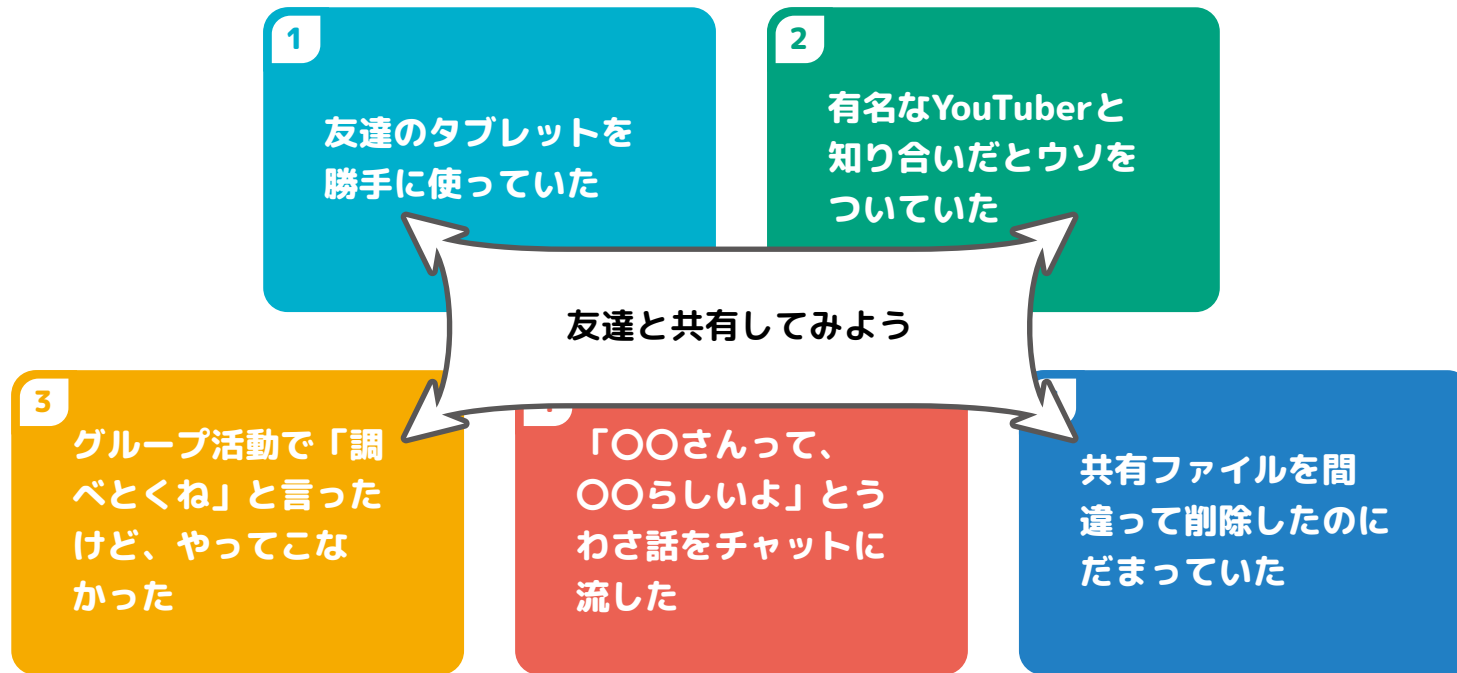 1
友達のタブレットを
勝手に使っていた
2
有名なYouTuberと
知り合いだとウソを
ついていた
友達と共有してみよう
3
グループ活動で「調
べとくね」と言った
けど、やってこな
かった
「〇〇さんって、
〇〇らしいよ」とう
わさ話をチャットに
流した
共有ファイルを間
違って削除したのに
だまっていた